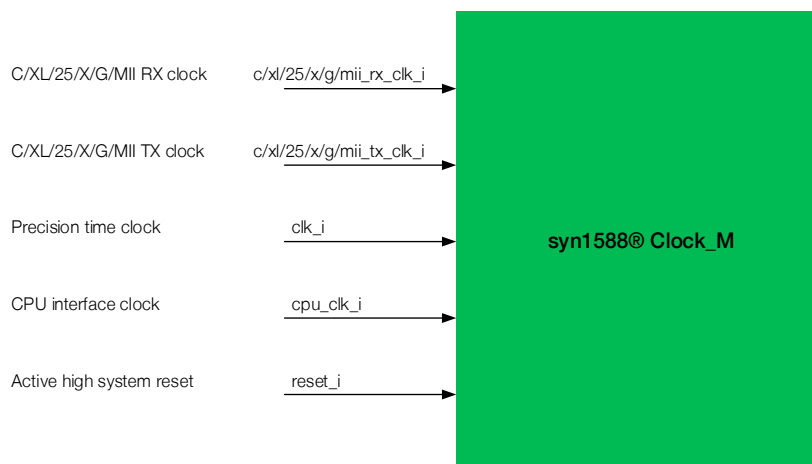 C/XL/25/X/G/MII RX clock c/xl/25/x/g/mii_rx_clk_i
C/XL/25/X/G/MII TX clock c/xl/25/x/g/mii_tx_clk_i
Precision time clock clk_i
syn1588® Clock_M
CPU interface clock cpu_clk_i
Active high system reset reset_i